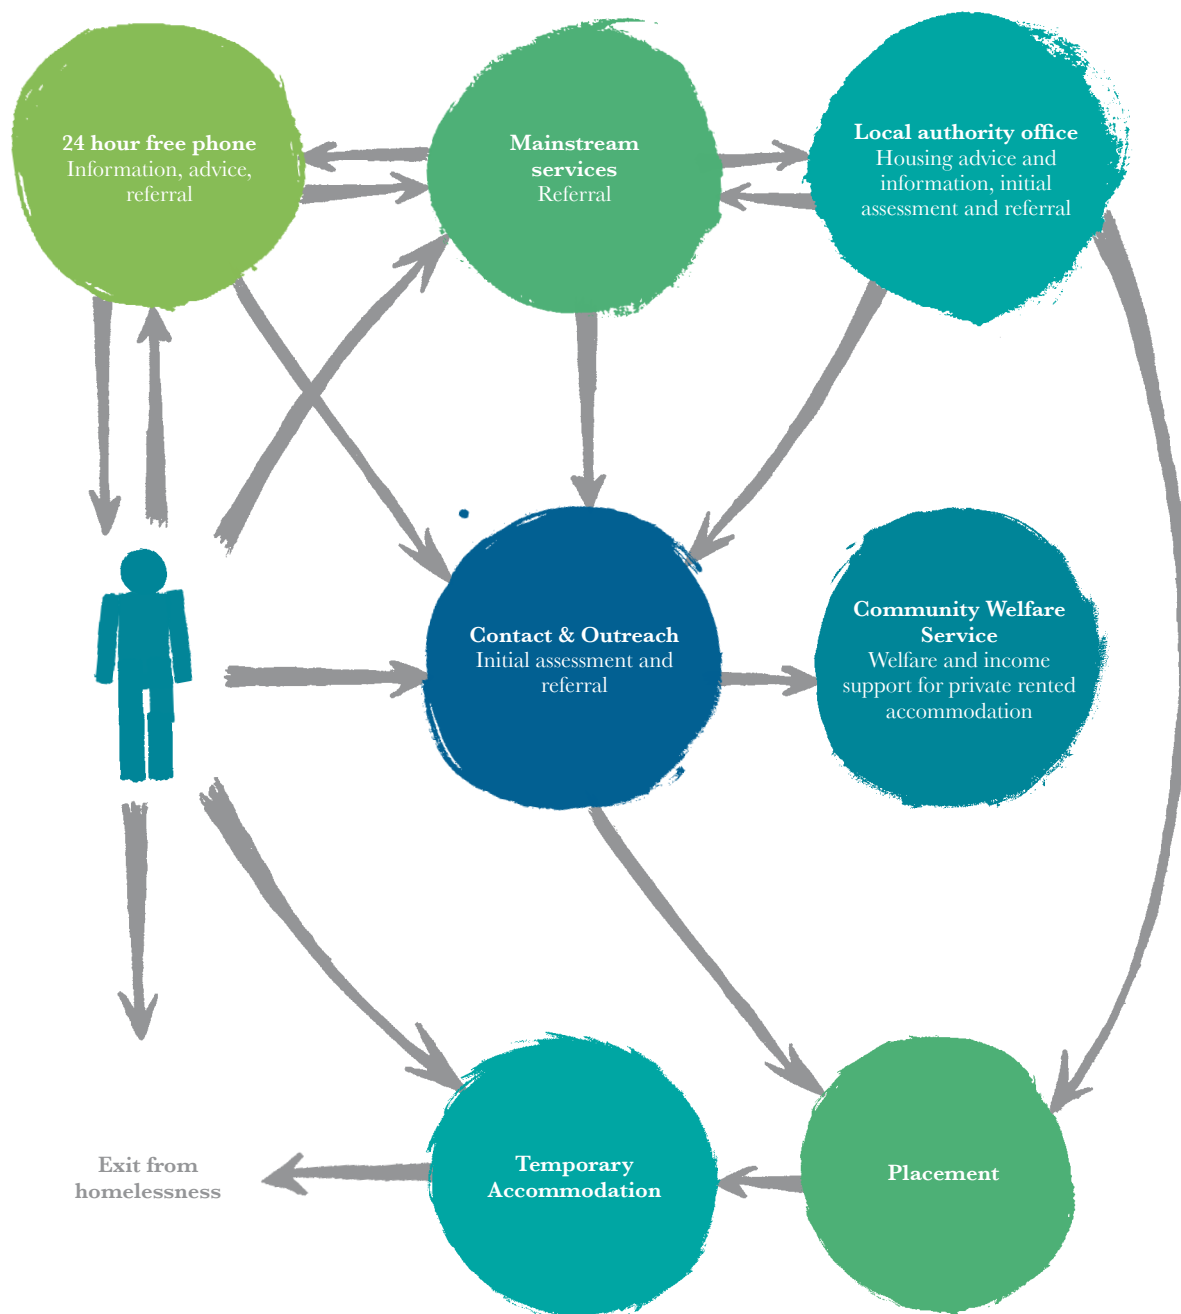 24 hour free phone
Information, advice,
referral
Mainstream
services
Referral
Local authority office
Housing advice and
information, initial
assessment and referral
Contact & Outreach
Initial assessment and
referral
Community Welfare
Service
Welfare and income
support for private rented
accommodation
Exit from
homelessness
Temporary
Accommodation
Placement